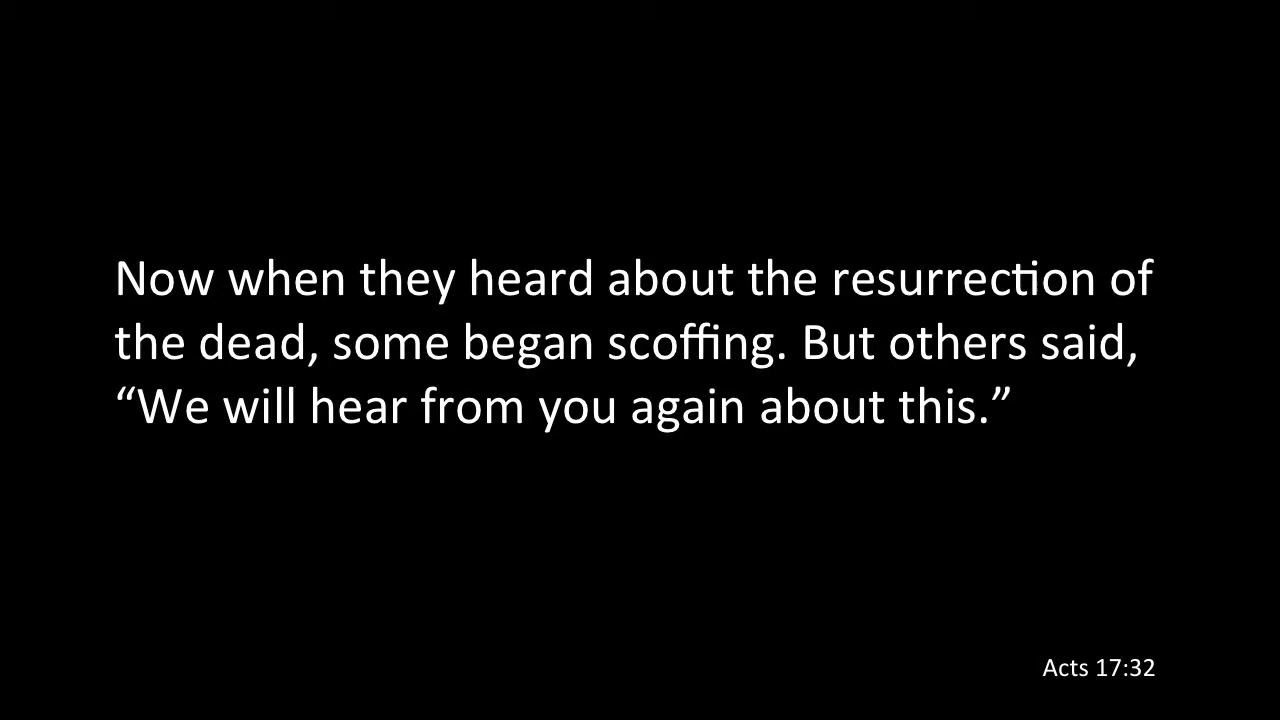 Now when they heard about the resurrection of
the dead, some began scoffing. But others said,
“We will hear from you again about this.”
Acts 17:32